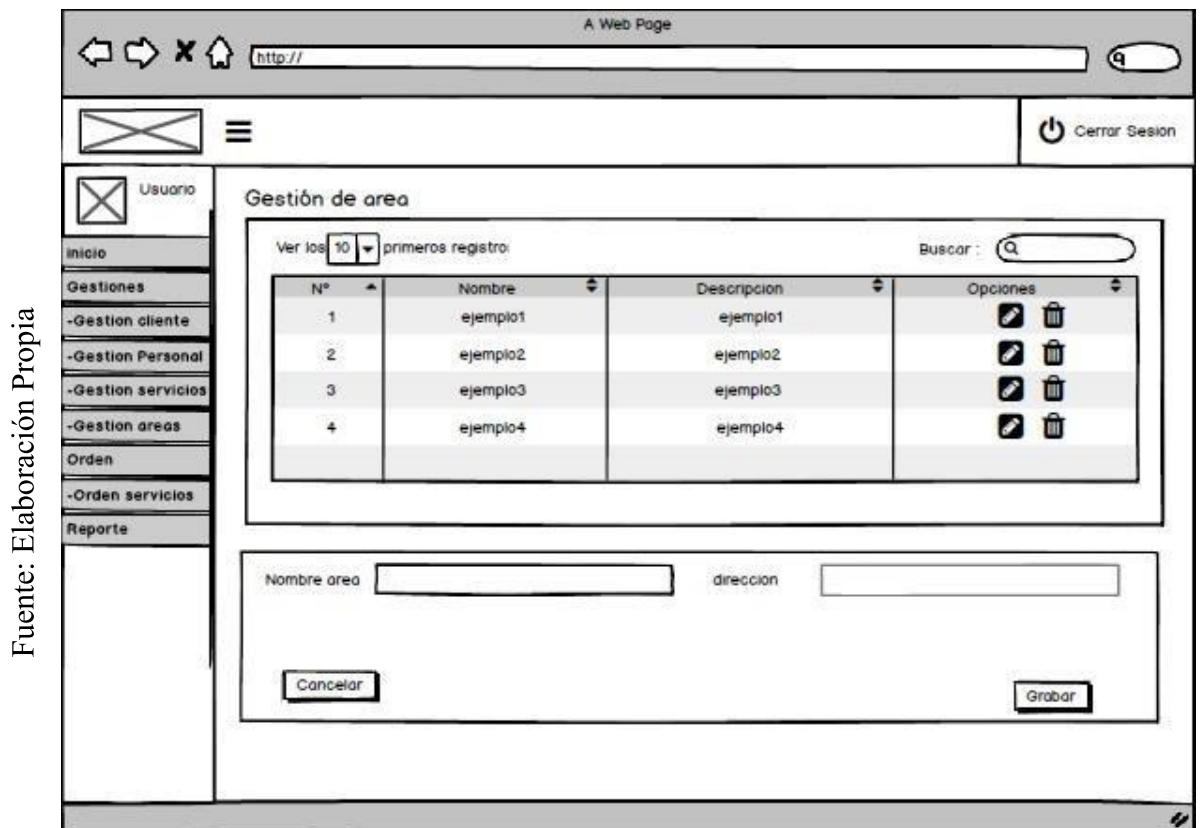 A Web Page
http://
Cerrar Sesion
Usuario
inicio
Gestiones
-Gestion cliente
-Gestion Personal
-Gestion servicios
-Gestion areas
Orden
-Orden servicios
Reporte
Gestión de area
Ver los 10 primeros registro:
Buscar :
Nº Nombre Descripcion Opciones
1 ejemplo1 ejemplo1
2 ejemplo2 ejemplo2
3 ejemplo3 ejemplo3
4 ejemplo4 ejemplo4
Nombre area direccion
Cancelar
Grabar
Fuente: Elaboración Propia